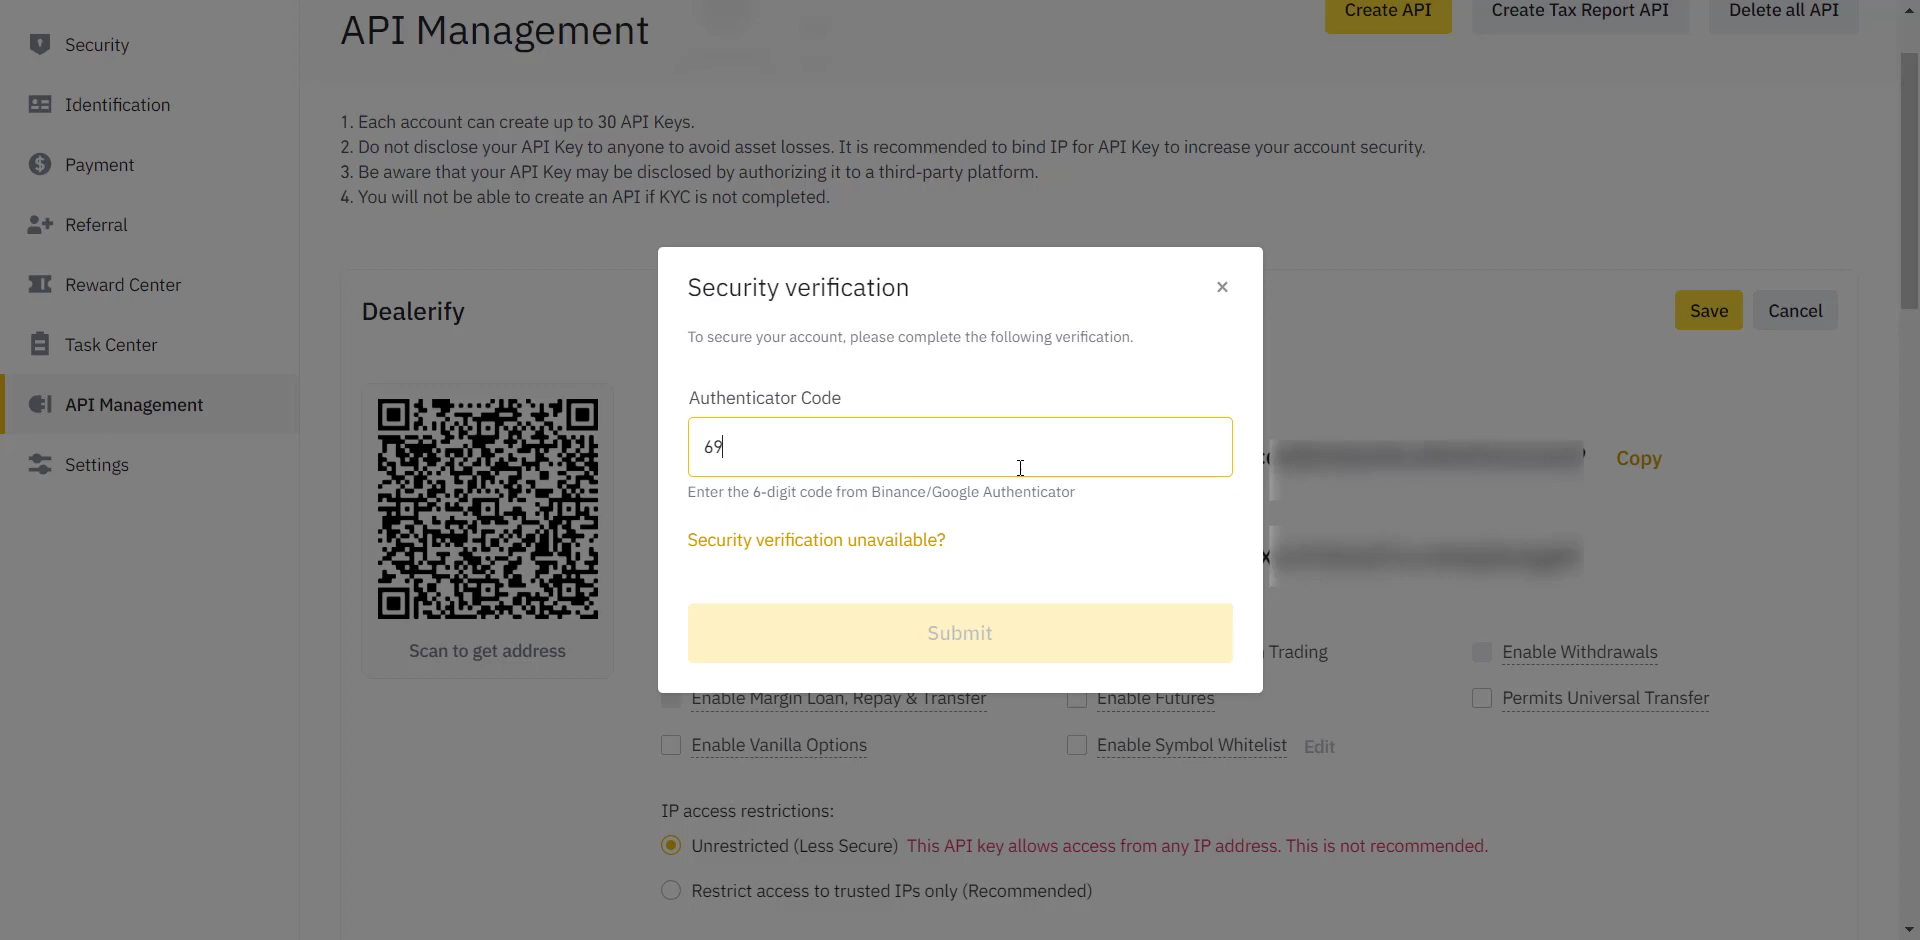 API Management
Create API
Create Tax Report API
Delete all API
Security
Identification
Payment
Referral
Reward Center
Task Center
API Management
Settings
1. Each account can create up to 30 API Keys.
2. Do not disclose your API Key to anyone to avoid asset losses. It is recommended to bind IP for API Key to increase your account security.
3. Be aware that your API Key may be disclosed by authorizing it to a third-party platform.
4. You will not be able to create an API if KYC is not completed.
Dealerify
Save
Cancel
Scan to get address
Security verification
×
To secure your account, please complete the following verification.
Authenticator Code
69
Enter the 6-digit code from Binance/Google Authenticator
Security verification unavailable?
Submit
Copy
Trading
Enable Withdrawals
Enable Margin Loan, Repay & Transfer
Enable Futures
Permits Universal Transfer
Enable Vanilla Options
Enable Symbol Whitelist Edit
IP access restrictions:
Unrestricted (Less Secure) This API key allows access from any IP address. This is not recommended.
Restrict access to trusted IPs only (Recommended)